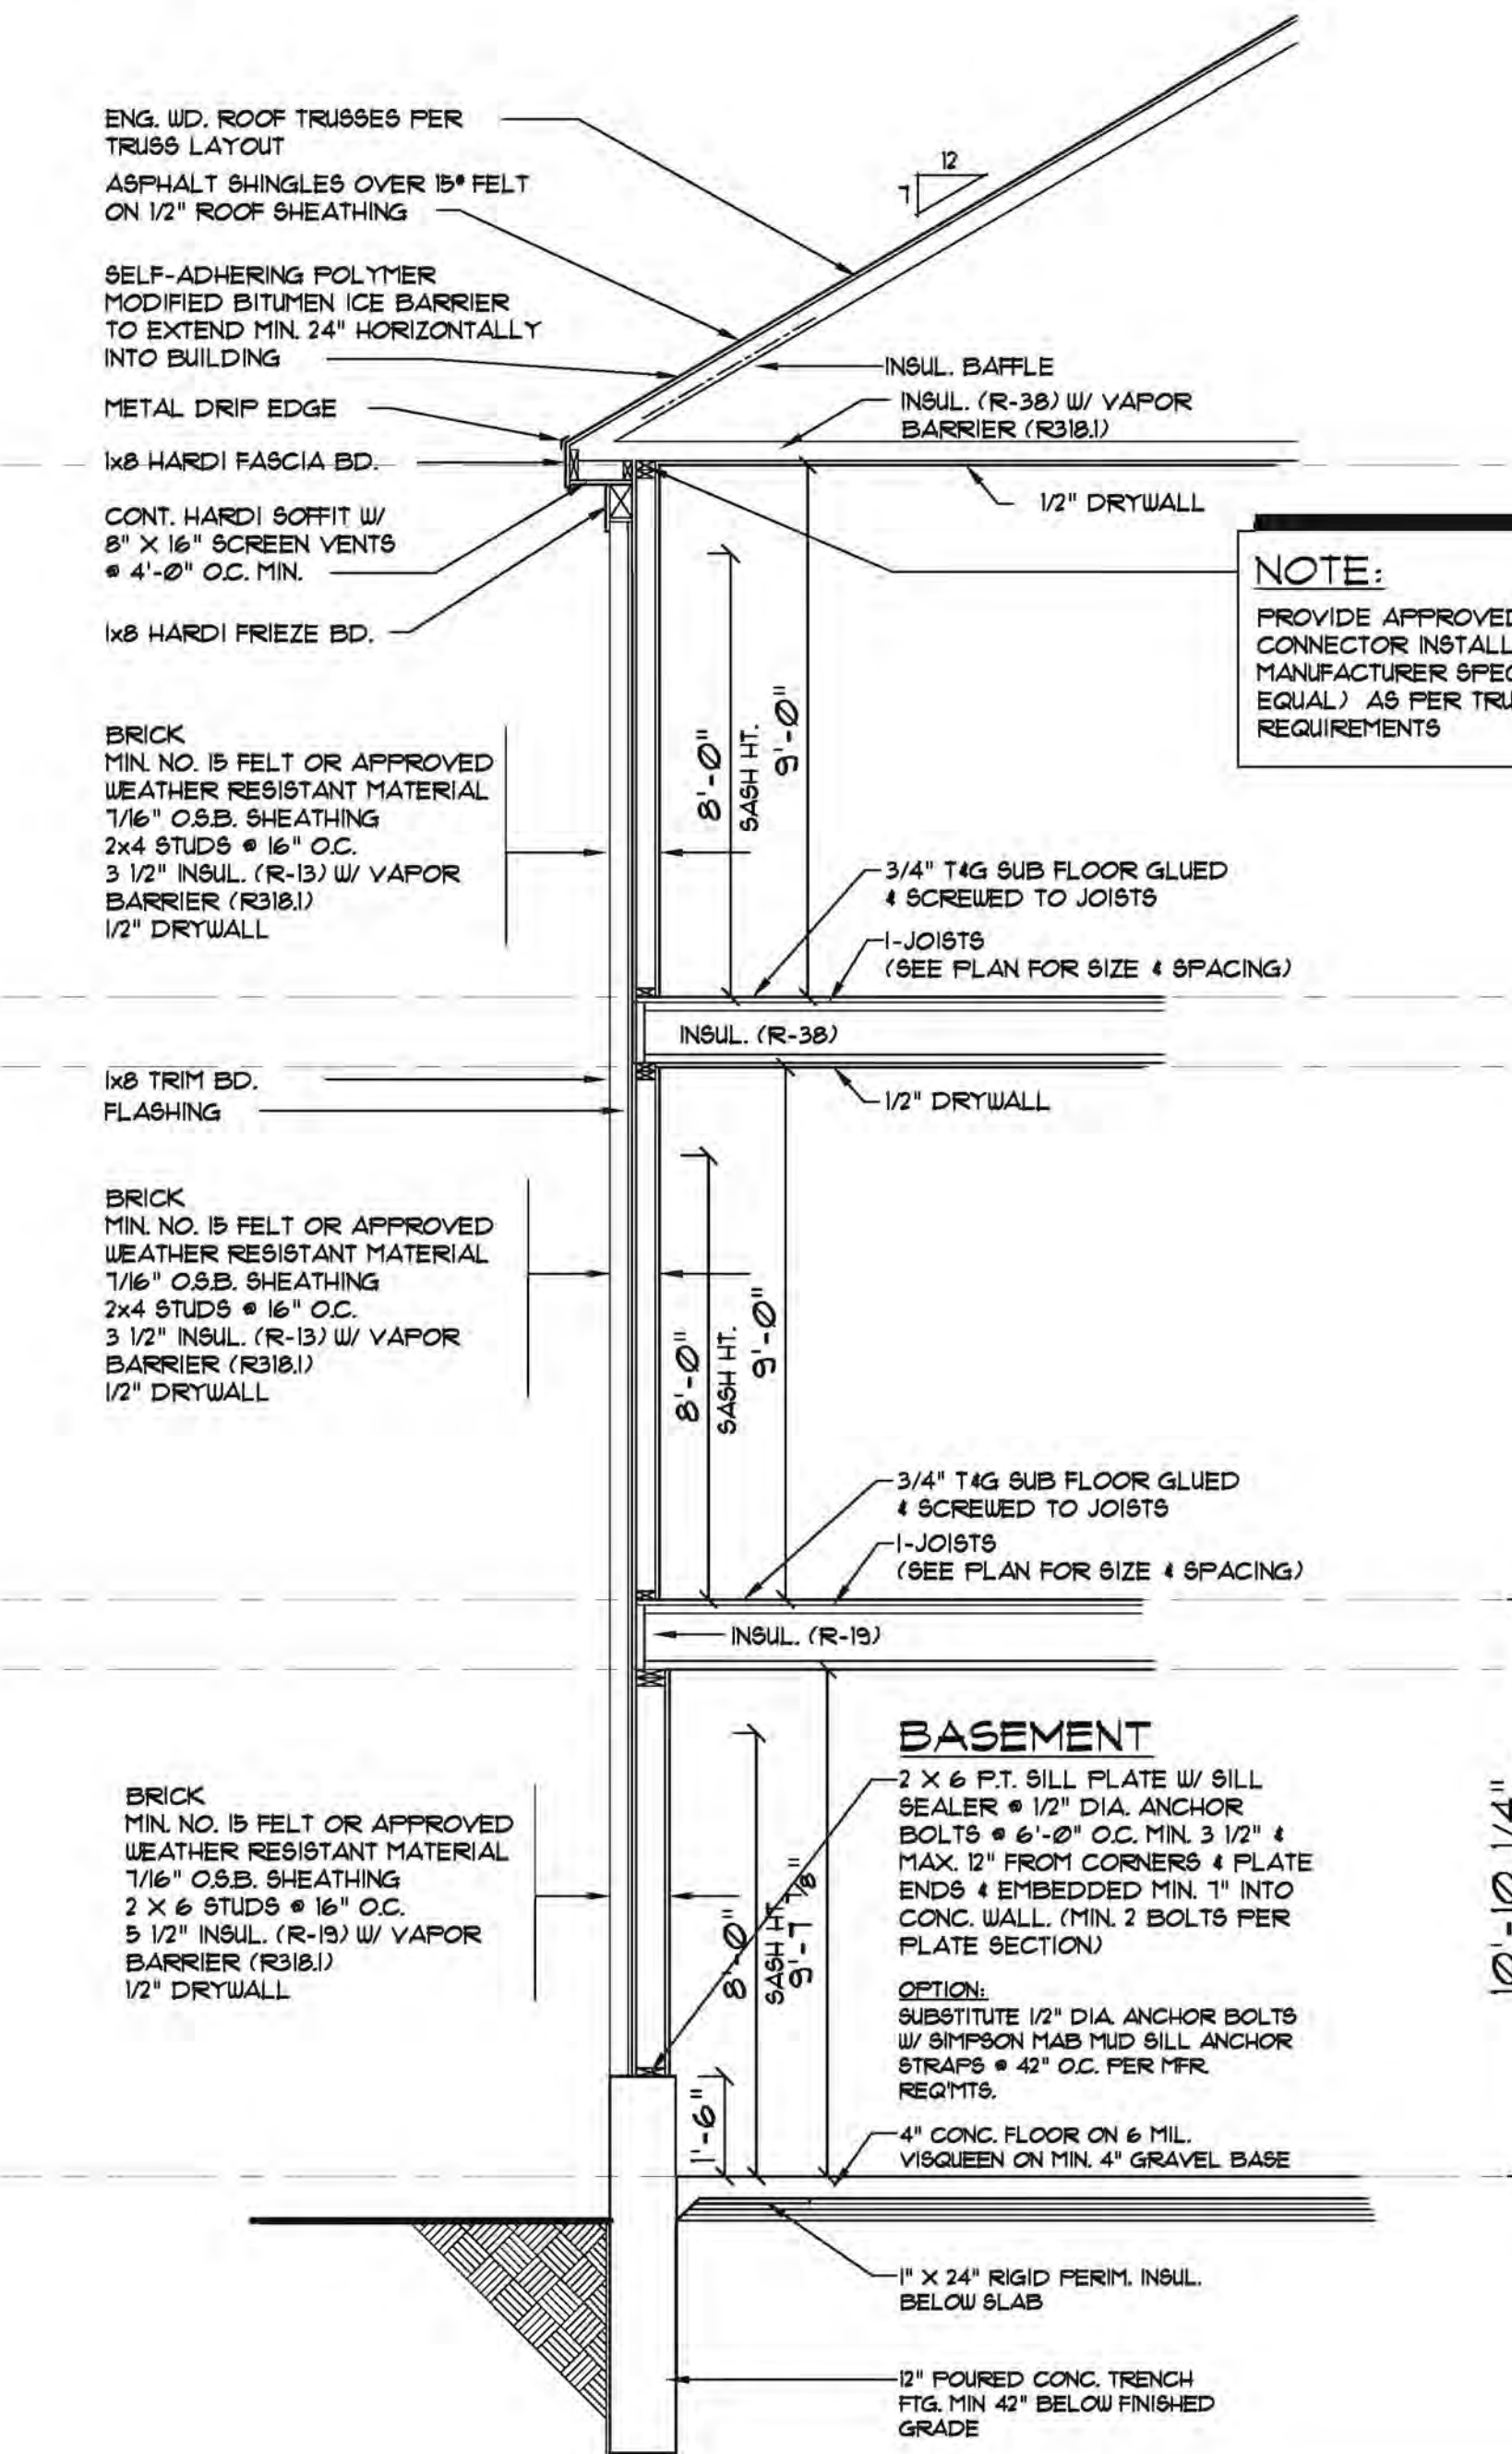 ENG. WD. ROOF TRUSSES PER
TRUSS LAYOUT
ASPHALT SHINGLES OVER 15# FELT
ON 1/2" ROOF SHEATHING
SELF-ADHERING POLYMER
MODIFIED BITUMEN ICE BARRIER
TO EXTEND MIN. 24" HORIZONTALLY
INTO BUILDING
METAL DRIP EDGE
1x8 HARDI FASCIA BD.
CONT. HARDI SOFFIT W/
8" X 16" SCREEN VENTS
@ 4'-0" O.C. MIN.
1x8 HARDI FRIEZE BD.
12
7
INSUL. BAFFLE
INSUL. (R-38) W/ VAPOR
BARRIER (R318.1)
1/2" DRYWALL
NOTE:
PROVIDE APPROVED
CONNECTOR INSTALL
MANUFACTURER SPEC
EQUAL) AS PER TRU
REQUIREMENTS
BRICK
MIN. NO. 15 FELT OR APPROVED
WEATHER RESISTANT MATERIAL
7/16" O.S.B. SHEATHING
2x4 STUDS @ 16" O.C.
3 1/2" INSUL. (R-13) W/ VAPOR
BARRIER (R318.1)
1/2" DRYWALL
8'-0"
SASH HT.
9'-0"
3/4" T&G SUB FLOOR GLUED
& SCREWED TO JOISTS
I-JOISTS
(SEE PLAN FOR SIZE & SPACING)
INSUL. (R-38)
1/2" DRYWALL
1x8 TRIM BD.
FLASHING
BRICK
MIN. NO. 15 FELT OR APPROVED
WEATHER RESISTANT MATERIAL
7/16" O.S.B. SHEATHING
2x4 STUDS @ 16" O.C.
3 1/2" INSUL. (R-13) W/ VAPOR
BARRIER (R318.1)
1/2" DRYWALL
8'-0"
SASH HT.
9'-0"
3/4" T&G SUB FLOOR GLUED
& SCREWED TO JOISTS
I-JOISTS
(SEE PLAN FOR SIZE & SPACING)
INSUL. (R-19)
BRICK
MIN. NO. 15 FELT OR APPROVED
WEATHER RESISTANT MATERIAL
7/16" O.S.B. SHEATHING
2 X 6 STUDS @ 16" O.C.
5 1/2" INSUL. (R-19) W/ VAPOR
BARRIER (R318.1)
1/2" DRYWALL
8'-0"
SASH HT.
9'-7 1/8"
1'-6"
BASEMENT
2 X 6 P.T. SILL PLATE W/ SILL
SEALER @ 1/2" DIA. ANCHOR
BOLTS @ 6'-0" O.C. MIN. 3 1/2" &
MAX. 12" FROM CORNERS & PLATE
ENDS & EMBEDDED MIN. 7" INTO
CONC. WALL. (MIN. 2 BOLTS PER
PLATE SECTION)
OPTION:
SUBSTITUTE 1/2" DIA. ANCHOR BOLTS
W/ SIMPSON MAB MUD SILL ANCHOR
STRAPS @ 42" O.C. PER MFR.
REQ'MTS.
4" CONC. FLOOR ON 6 MIL.
VISQUEEN ON MIN. 4" GRAVEL BASE
1" X 24" RIGID PERIM. INSUL.
BELOW SLAB
12" POURED CONC. TRENCH
FTG. MIN 42" BELOW FINISHED
GRADE
10'-10 1/4"